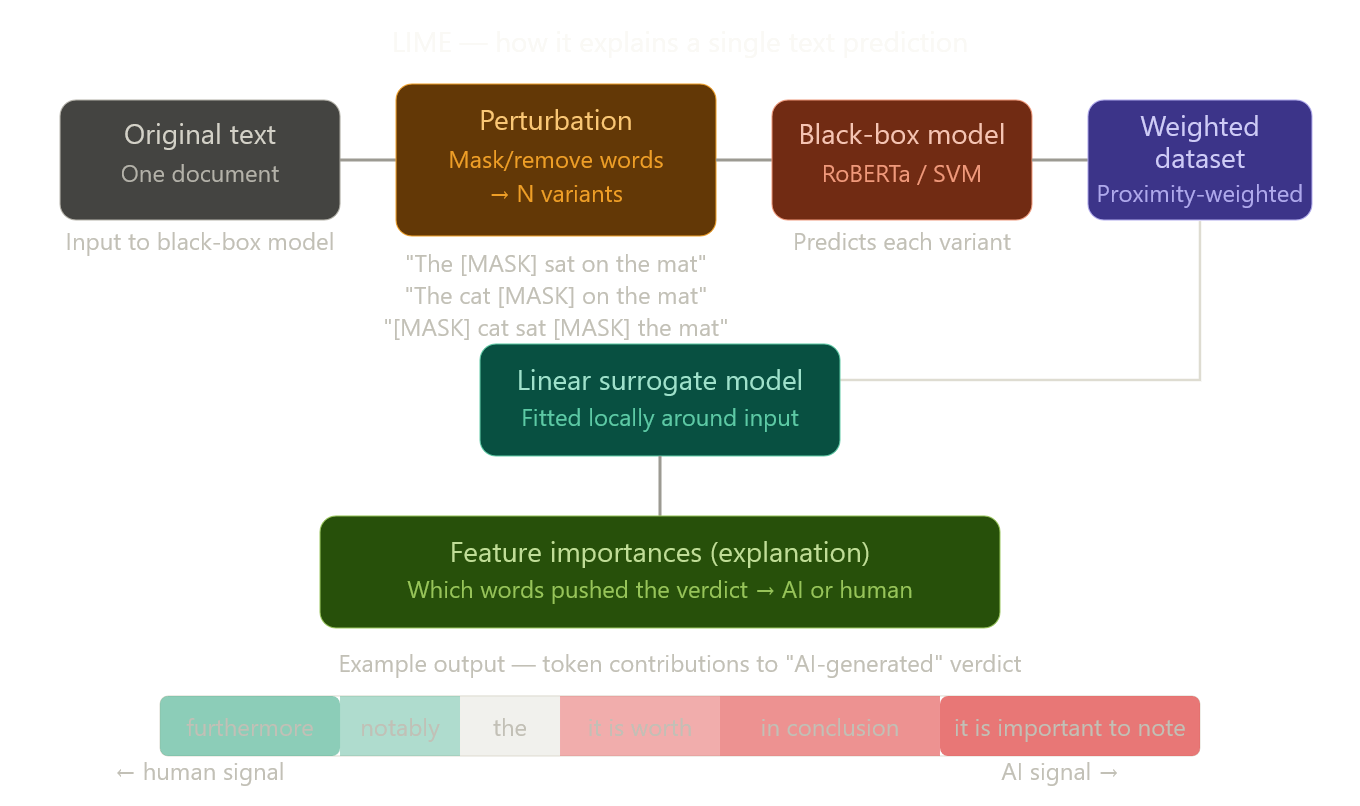 LIME — how it explains a single text prediction
Original text
One document
Input to black-box model
Perturbation
Mask/remove words
→ N variants
"The [MASK] sat on the mat"
"The cat [MASK] on the mat"
"[MASK] cat sat [MASK] the mat"
Black-box model
RoBERTa / SVM
Predicts each variant
Weighted
dataset
Proximity-weighted
Linear surrogate model
Fitted locally around input
Feature importances (explanation)
Which words pushed the verdict → AI or human
Example output — token contributions to "AI-generated" verdict
furthermore
notably
the
it is worth
in conclusion
it is important to note
← human signal
AI signal →